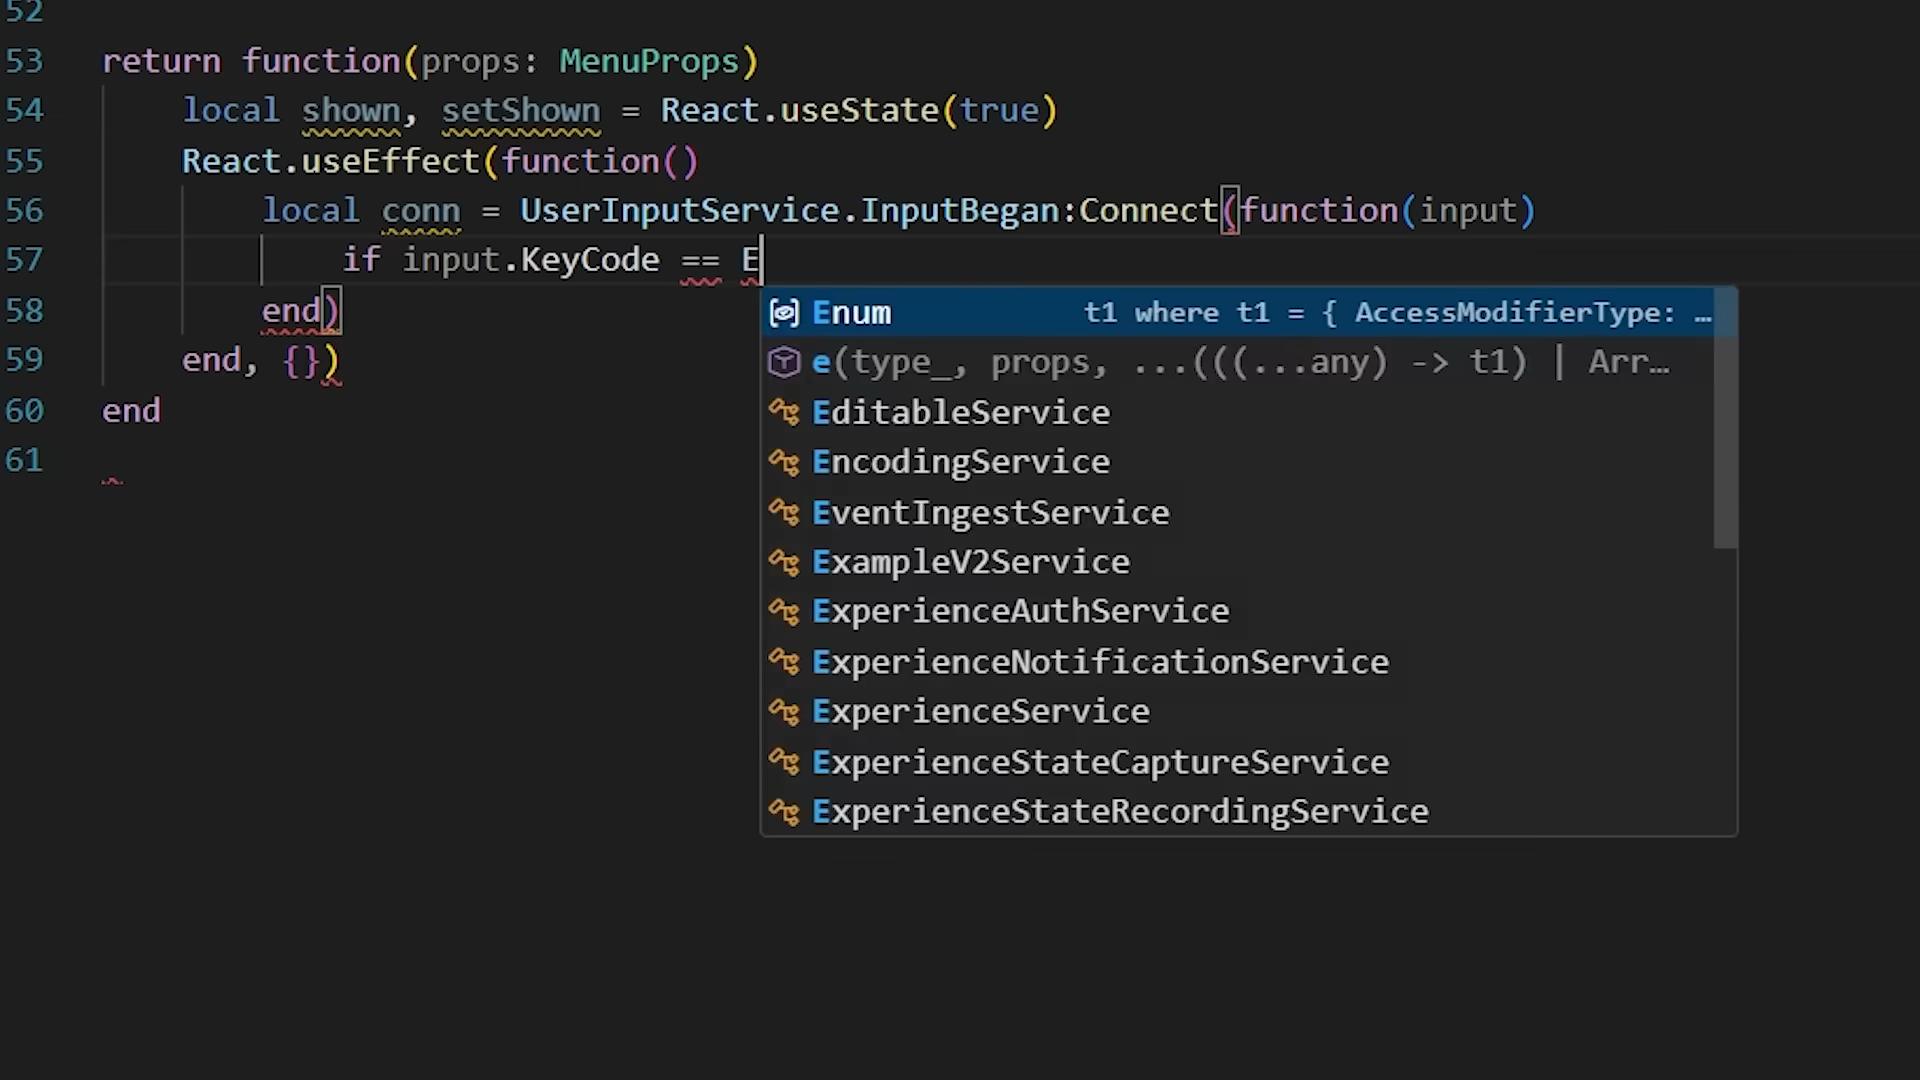 52
53 return function(props: MenuProps)
54 local shown, setShown = React.useState(true)
55 React.useEffect(function()
56 local conn = UserInputService.InputBegan:Connect(function(input)
57 if input.KeyCode == E
58 end)
59 end, {})
60 end
61
Enum t1 where t1 = { AccessModifierType: …
e(type_, props, ...(((...any) -> t1) | Arr…
EditableService
EncodingService
EventIngestService
ExampleV2Service
ExperienceAuthService
ExperienceNotificationService
ExperienceService
ExperienceStateCaptureService
ExperienceStateRecordingService